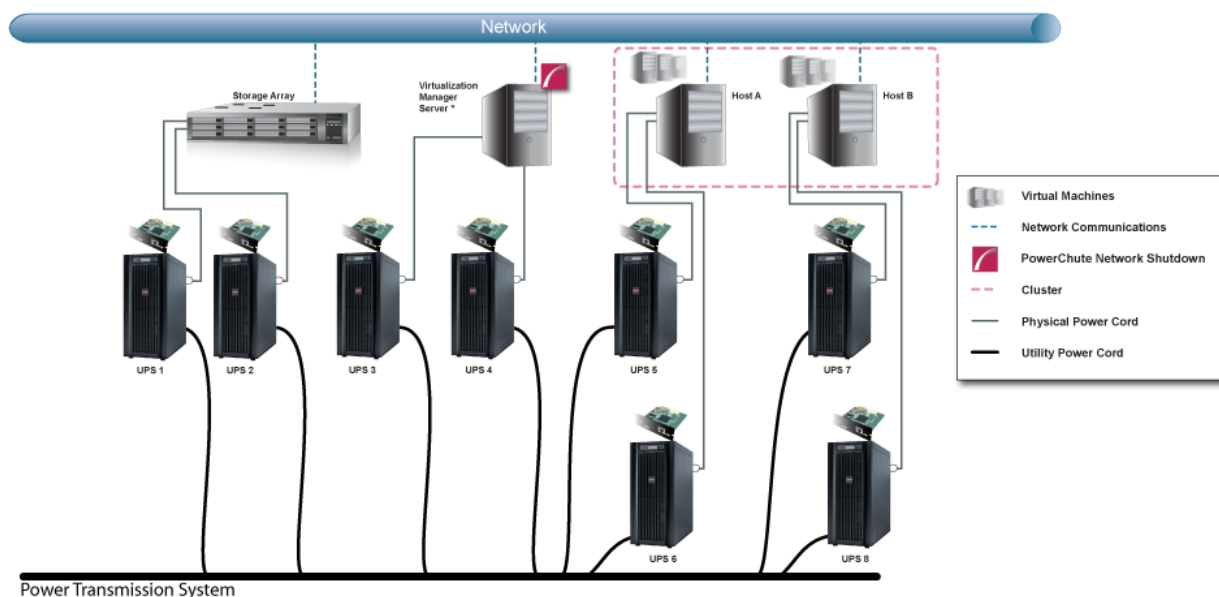 Network
Storage Array
Virtualization
Manager
Server *
Host A
Host B
Virtual Machines
Network Communications
PowerChute Network Shutdown
Cluster
Physical Power Cord
Utility Power Cord
UPS 1
UPS 2
UPS 3
UPS 4
UPS 5
UPS 7
UPS 6
UPS 8
Power Transmission System